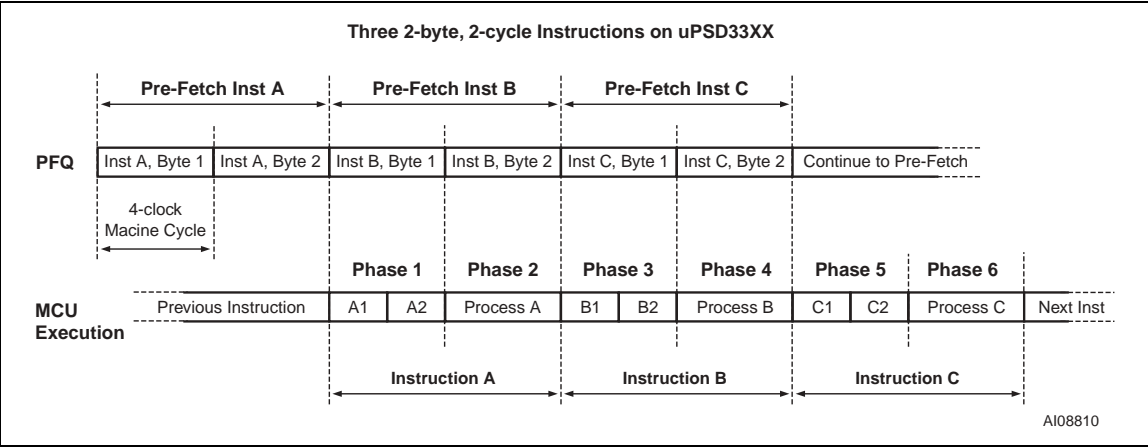 Three 2-byte, 2-cycle Instructions on uPSD33XX
Pre-Fetch Inst A Pre-Fetch Inst B Pre-Fetch Inst C
PFQ Inst A, Byte 1 Inst A, Byte 2 Inst B, Byte 1 Inst B, Byte 2 Inst C, Byte 1 Inst C, Byte 2 Continue to Pre-Fetch
4-clock
Macine Cycle
Phase 1 Phase 2 Phase 3 Phase 4 Phase 5 Phase 6
MCU
Execution
Previous Instruction A1 A2 Process A B1 B2 Process B C1 C2 Process C Next Inst
Instruction A Instruction B Instruction C
AI08810